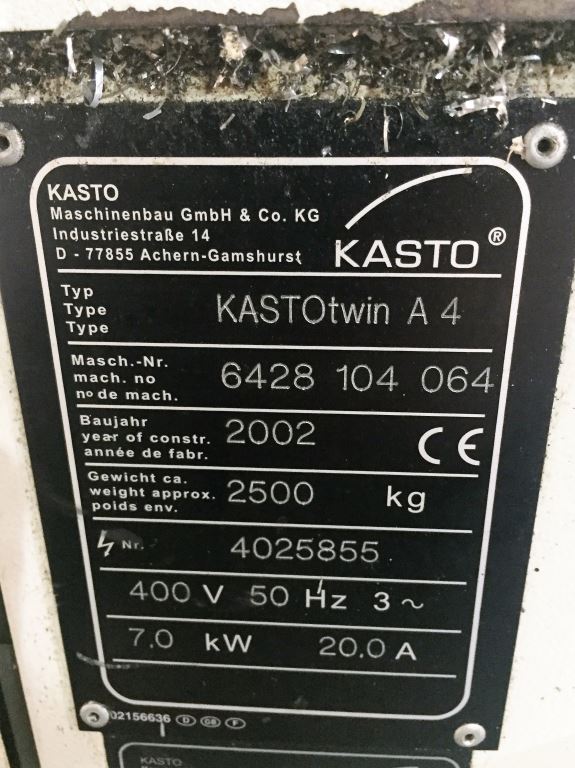 KASTO
Maschinenbau GmbH & Co. KG
Industriestraße 14
D - 77855 Achern-Gamshurst
KASTO®
Typ
Type
Type
KASTOtwin A 4
Masch.-Nr.
mach. no
no de mach.
6428 104 064
Baujahr
year of constr.
année de fabr.
2002
CE
Gewicht ca.
weight approx.
poids env.
2500 kg
Nr. 4025855
400 V 50 Hz 3 ~
7.0 kW 20.0 A
02156636 D GB F
KASTO